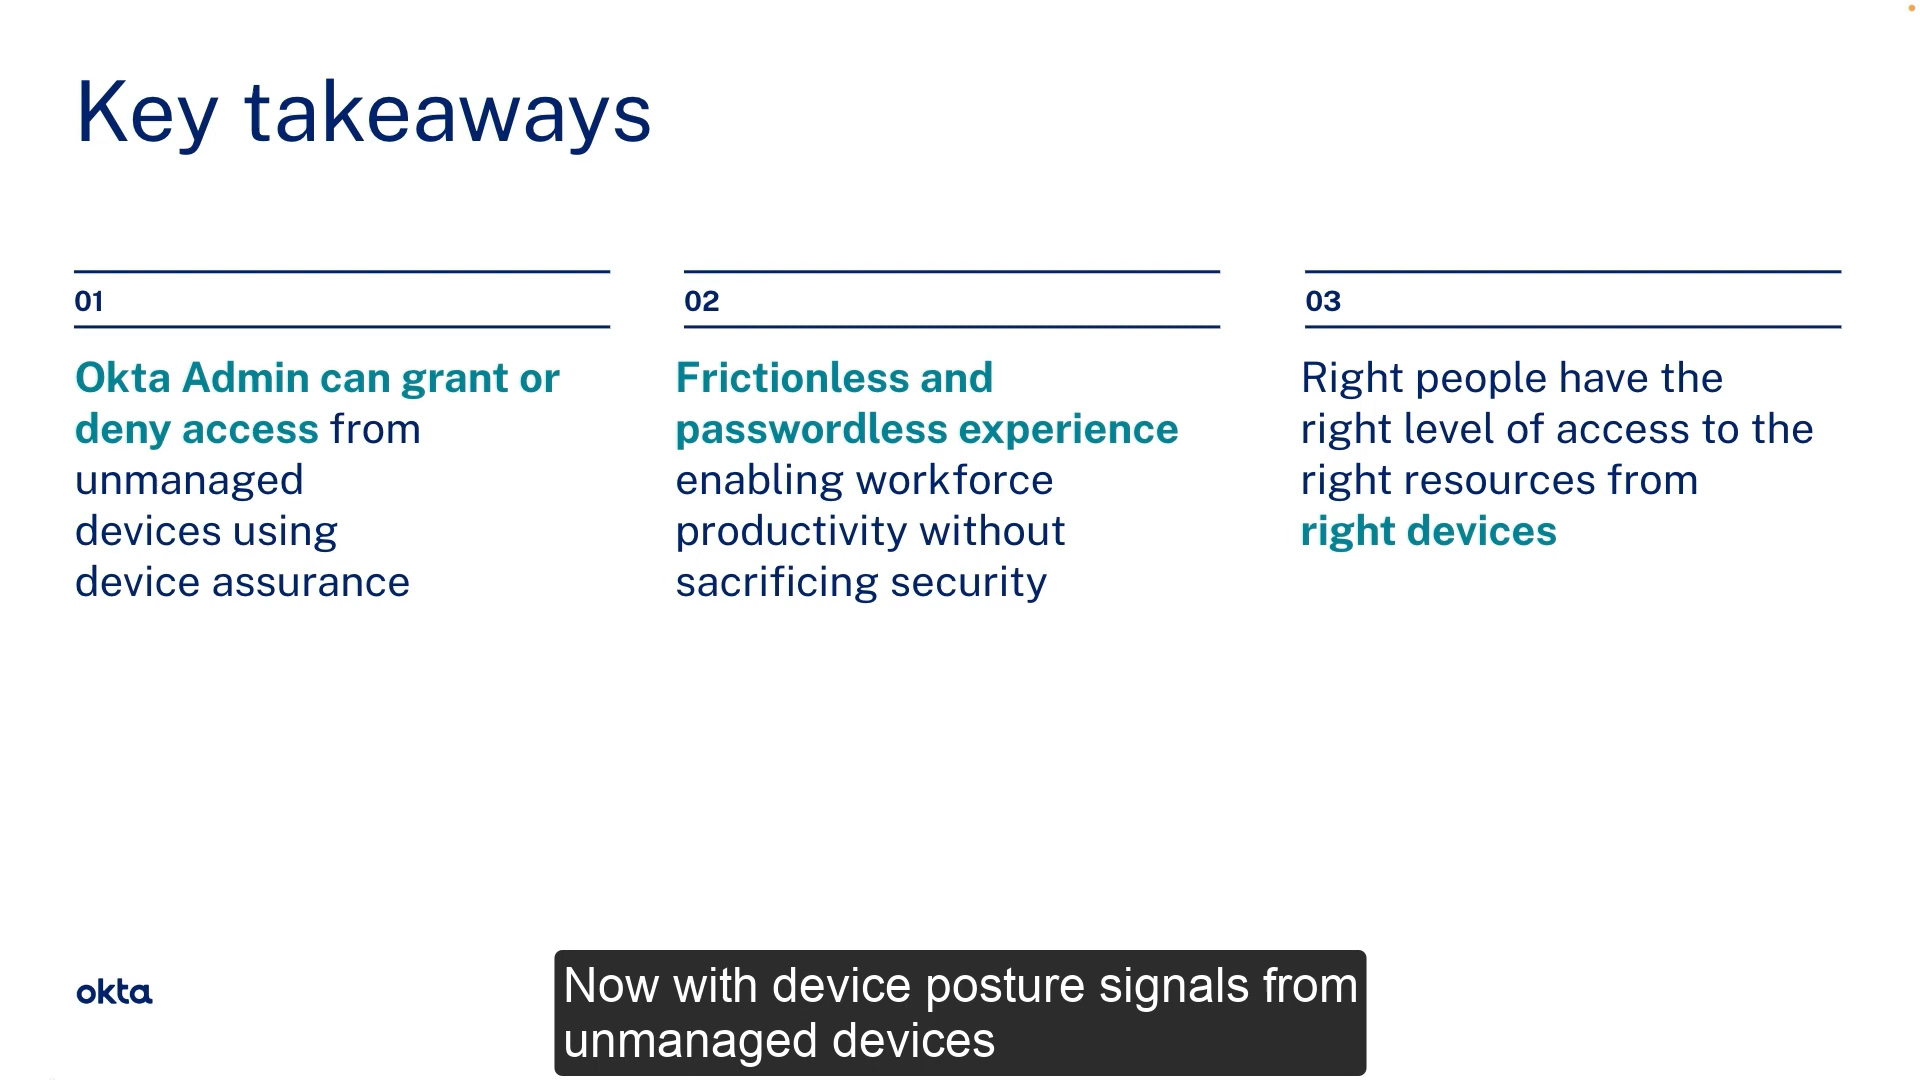 Key takeaways
01
Okta Admin can grant or
deny access from
unmanaged
devices using
device assurance
02
Frictionless and
passwordless experience
enabling workforce
productivity without
sacrificing security
03
Right people have the
right level of access to the
right resources from
right devices
okta
Now with device posture signals from
unmanaged devices